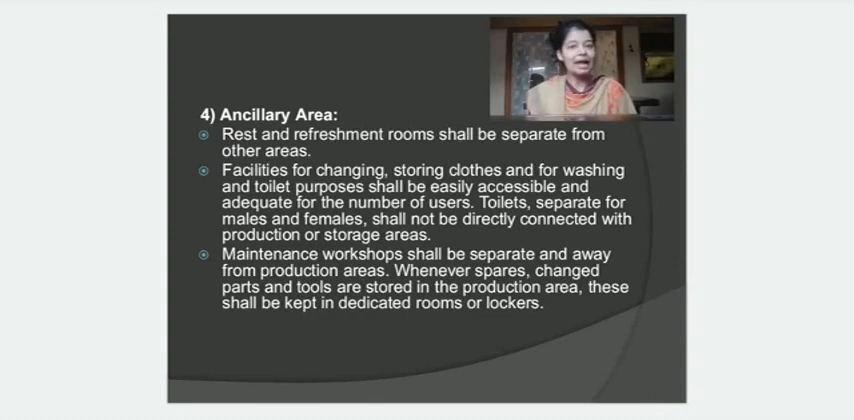 4) Ancillary Area:
Rest and refreshment rooms shall be separate from
other areas.
Facilities for changing, storing clothes and for washing
and toilet purposes shall be easily accessible and
adequate for the number of users. Toilets, separate for
males and females, shall not be directly connected with
production or storage areas.
Maintenance workshops shall be separate and away
from production areas. Whenever spares, changed
parts and tools are stored in the production area, these
shall be kept in dedicated rooms or lockers.